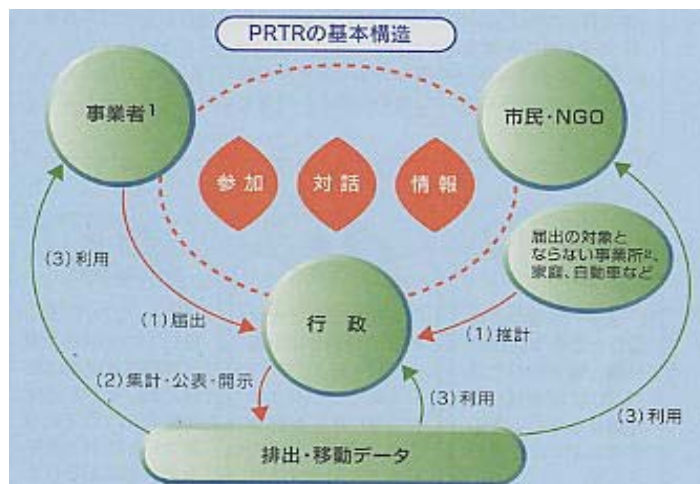 PRTRの基本構造
事業者1
市民・NGO
参加
対話
情報
届出の対象と
ならない事業所2、
家庭、自動車など
(3)利用
(1)届出
行 政
(1)推計
(2)集計・公表・開示
(3)利用
(3)利用
排出・移動データ